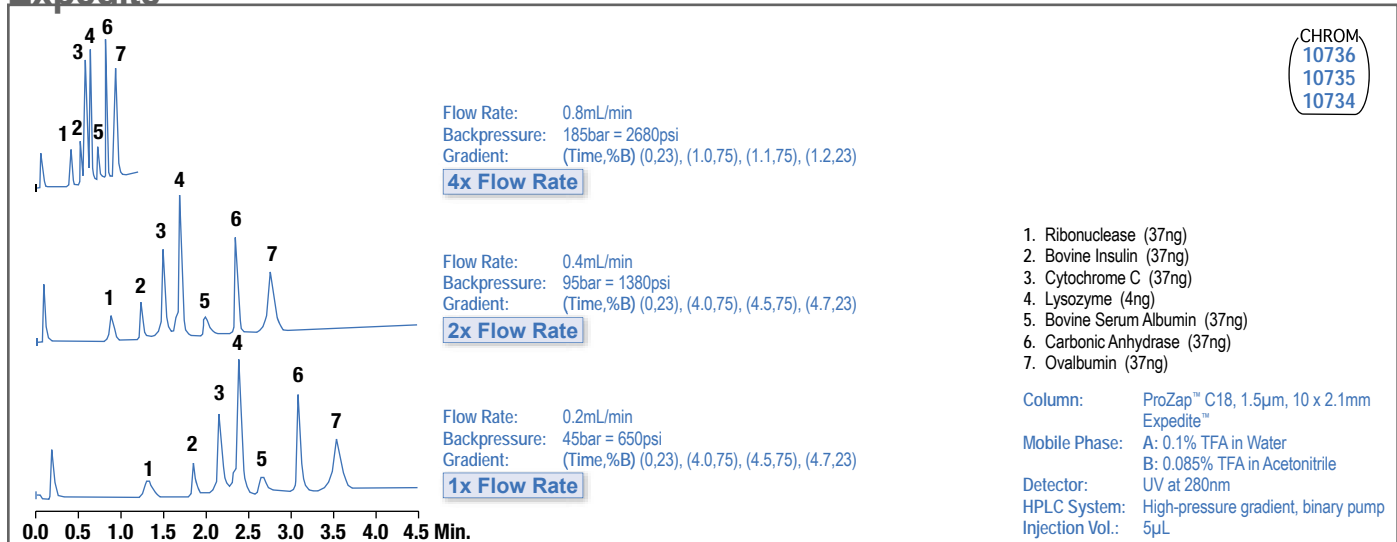 Expedite
CHROM
10736
10735
10734
1 2 3 4 5 6 7
Flow Rate: 0.8mL/min
Backpressure: 185bar = 2680psi
Gradient: (Time,%B) (0,23), (1.0,75), (1.1,75), (1.2,23)
4x Flow Rate
1 2 3 4 5 6 7
Flow Rate: 0.4mL/min
Backpressure: 95bar = 1380psi
Gradient: (Time,%B) (0,23), (4.0,75), (4.5,75), (4.7,23)
2x Flow Rate
1 2 3 4 5 6 7
Flow Rate: 0.2mL/min
Backpressure: 45bar = 650psi
Gradient: (Time,%B) (0,23), (4.0,75), (4.5,75), (4.7,23)
1x Flow Rate
0.0 0.5 1.0 1.5 2.0 2.5 3.0 3.5 4.0 4.5 Min.
1. Ribonuclease (37ng)
2. Bovine Insulin (37ng)
3. Cytochrome C (37ng)
4. Lysozyme (4ng)
5. Bovine Serum Albumin (37ng)
6. Carbonic Anhydrase (37ng)
7. Ovalbumin (37ng)
Column: ProZap™ C18, 1.5µm, 10 x 2.1mm
Expedite™
Mobile Phase: A: 0.1% TFA in Water
B: 0.085% TFA in Acetonitrile
Detector: UV at 280nm
HPLC System: High-pressure gradient, binary pump
Injection Vol.: 5µL